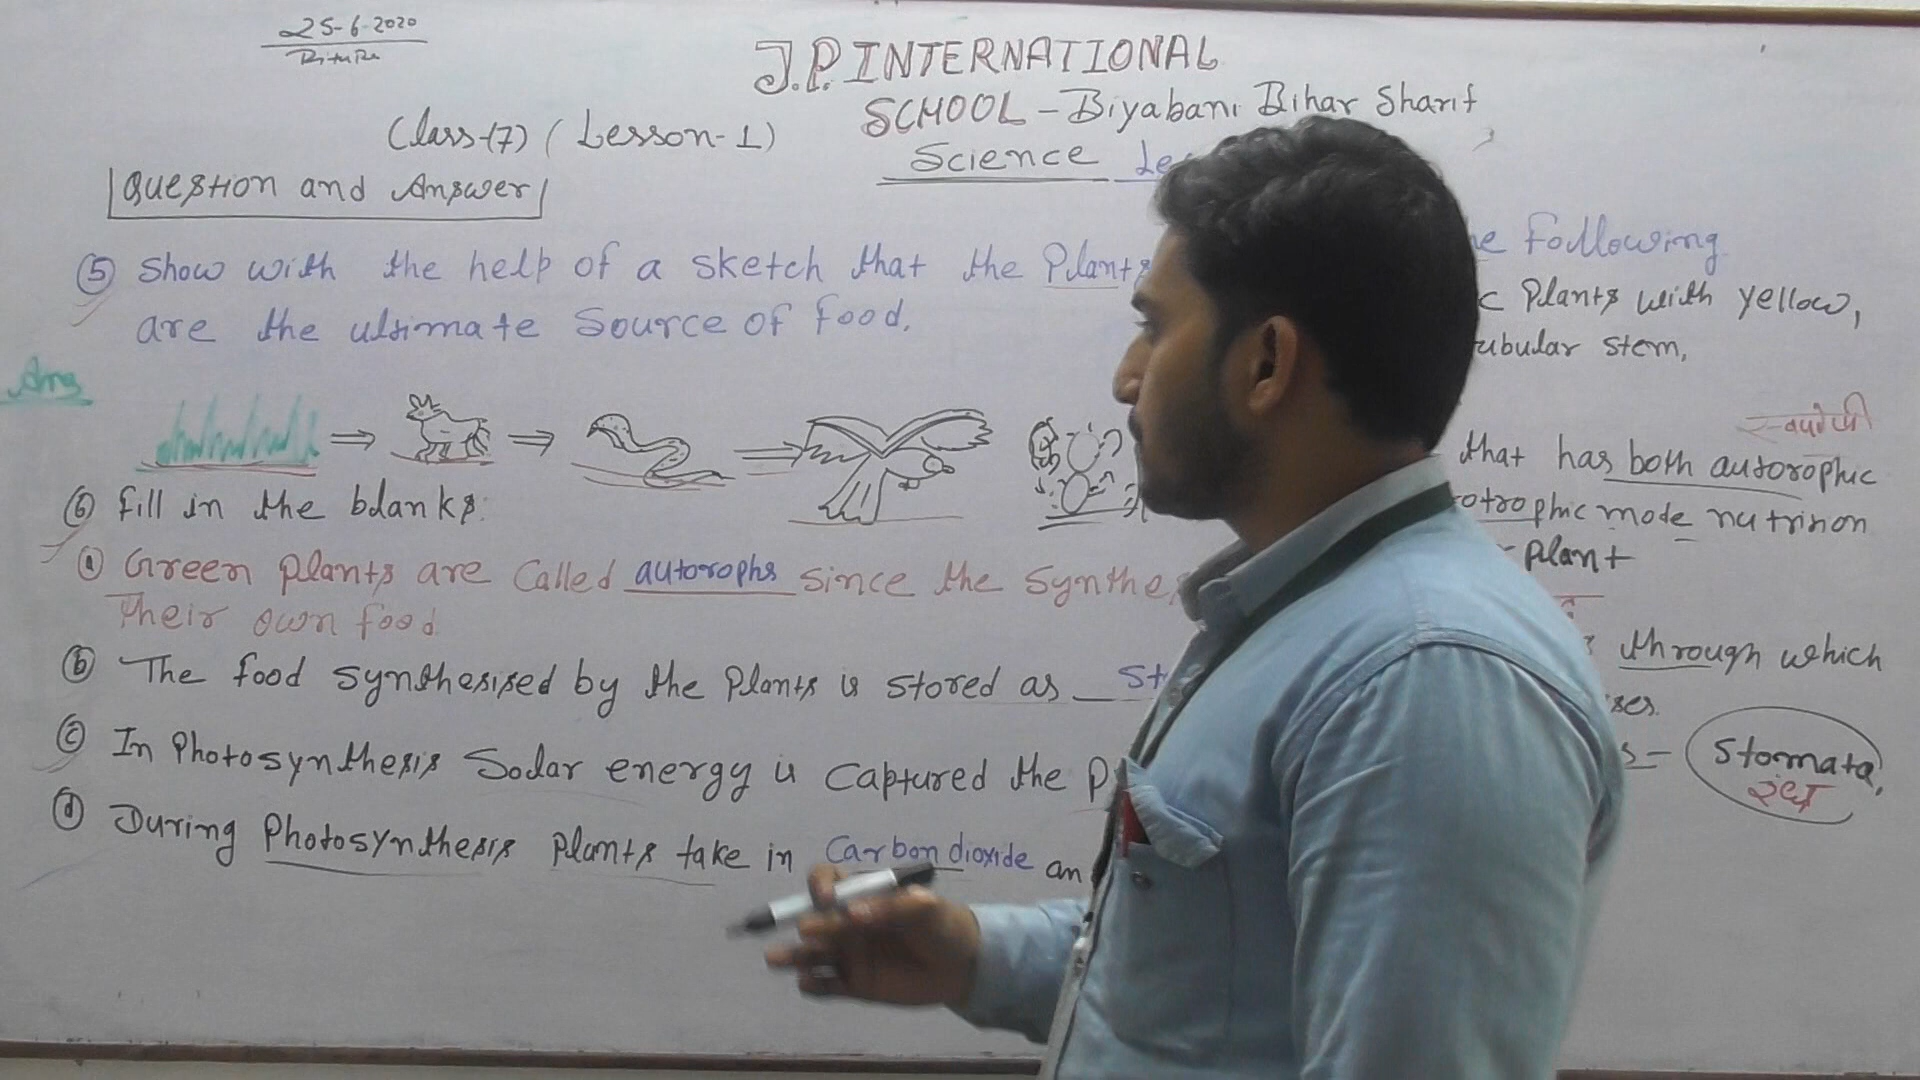 25-6-2020
J.P. INTERNATIONAL
SCHOOL - Biyabani Bihar Sharif
Class-(7) (Lesson-1)
Science
Question and Answer
(5) Show with the help of a sketch that the Plants
are the ultimate Source of food.
Ans
(6) fill in the blanks.
(a) Green plants are called autorophs since the Synthe
Their own food
(b) The food synthesised by the Plants is stored as
(c) In Photosynthesis Solar energy is captured the
(d) During Photosynthesis Plants take in Carbon dioxide an
Following
Plants with yellow,
tubular stem,
that has both autorophic
otrophic mode nutrition
plant
through which
Stomata,